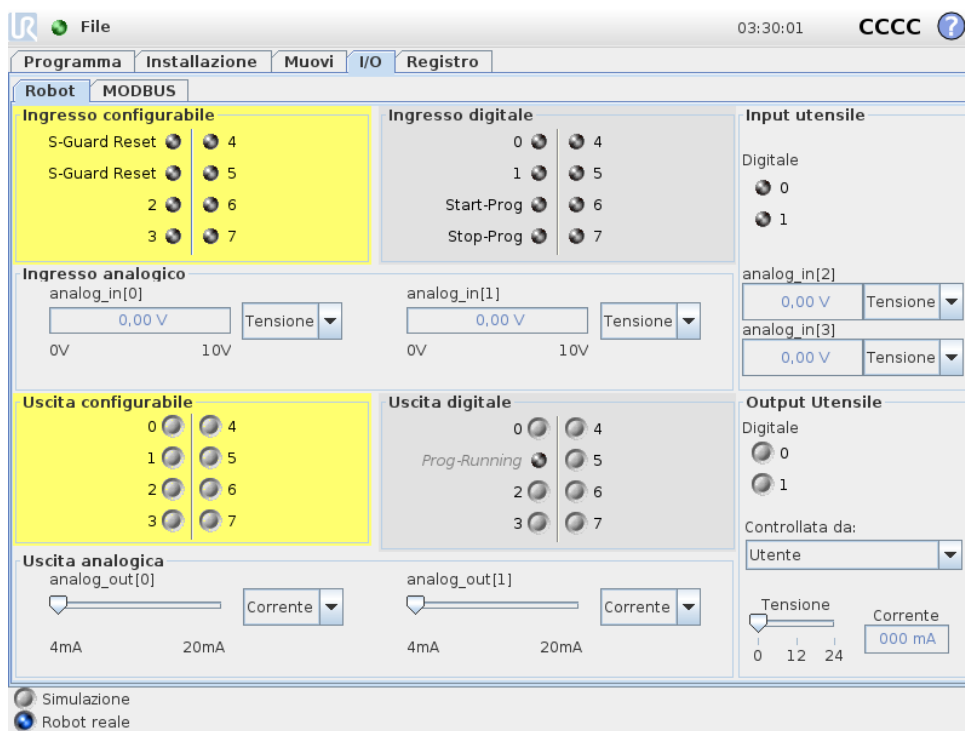 UR File 03:30:01 CCCC ?
Programma Installazione Muovi I/O Registro
Robot MODBUS
Ingresso configurabile
S-Guard Reset 4
S-Guard Reset 5
2 6
3 7
Ingresso digitale
0 4
1 5
Start-Prog 6
Stop-Prog 7
Input utensile
Digitale
0
1
Ingresso analogico
analog_in[0]
0,00 V Tensione
0V 10V
analog_in[1]
0,00 V Tensione
0V 10V
analog_in[2]
0,00 V Tensione
analog_in[3]
0,00 V Tensione
Uscita configurabile
0 4
1 5
2 6
3 7
Uscita digitale
0 4
Prog-Running 5
2 6
3 7
Output Utensile
Digitale
0
1
Controllata da:
Utente
Uscita analogica
analog_out[0]
Corrente
4mA 20mA
analog_out[1]
Corrente
4mA 20mA
Tensione
0 12 24
Corrente
000 mA
Simulazione
Robot reale